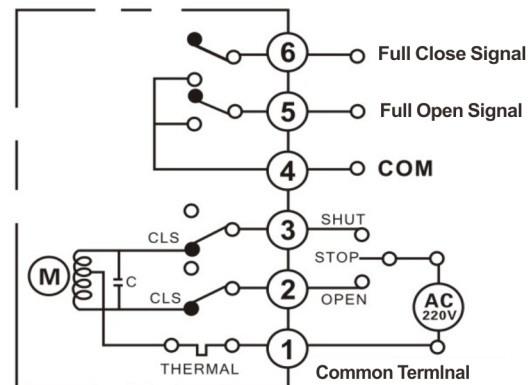 6 Full Close Signal
5 Full Open Signal
4 COM
3 SHUT
CLS
STOP
M
C
CLS
2 OPEN
AC
220V
1
THERMAL
Common Termlnal